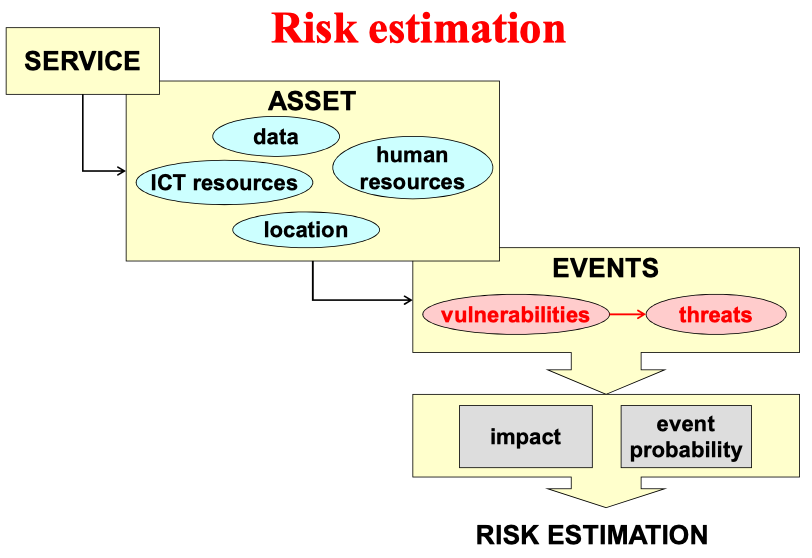 Risk estimation
SERVICE
ASSET
data
human
resources
ICT resources
location
EVENTS
vulnerabilities
threats
impact
event
probability
RISK ESTIMATION